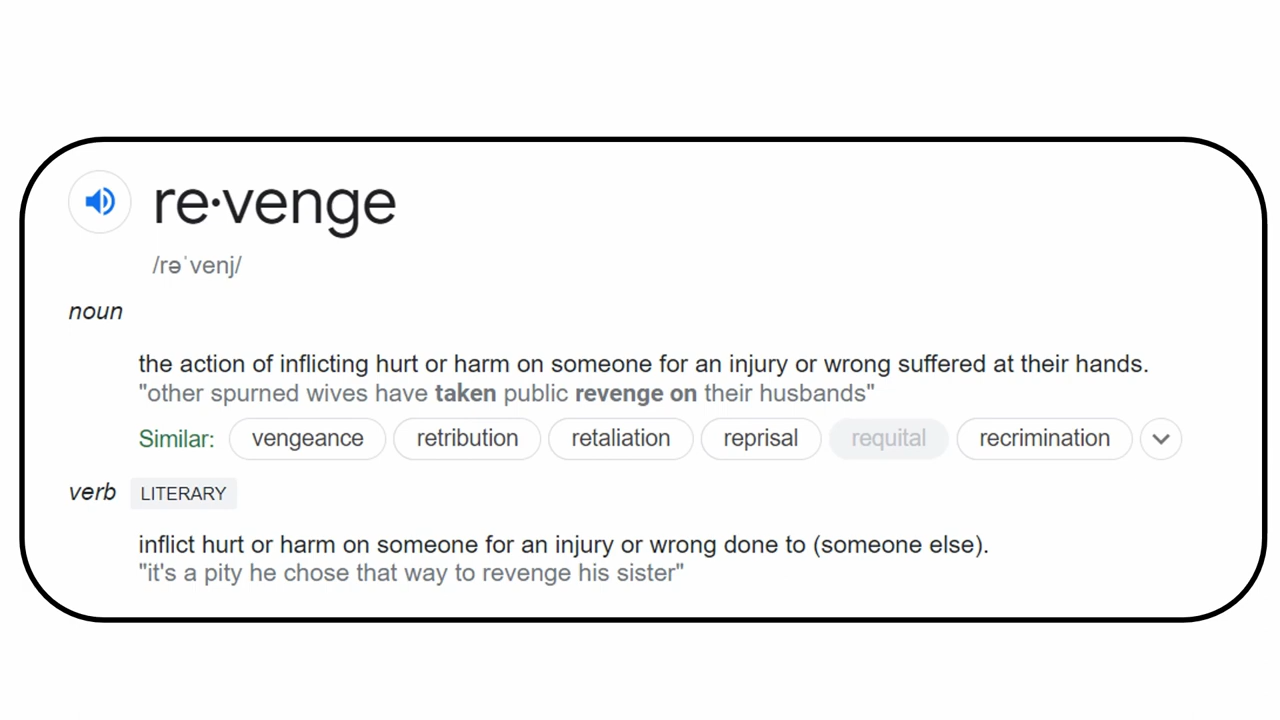 re·venge
/rəˈvenj/
noun
the action of inflicting hurt or harm on someone for an injury or wrong suffered at their hands.
"other spurned wives have taken public revenge on their husbands"
Similar: vengeance retribution retaliation reprisal requital recrimination
verb LITERARY
inflict hurt or harm on someone for an injury or wrong done to (someone else).
"it's a pity he chose that way to revenge his sister"